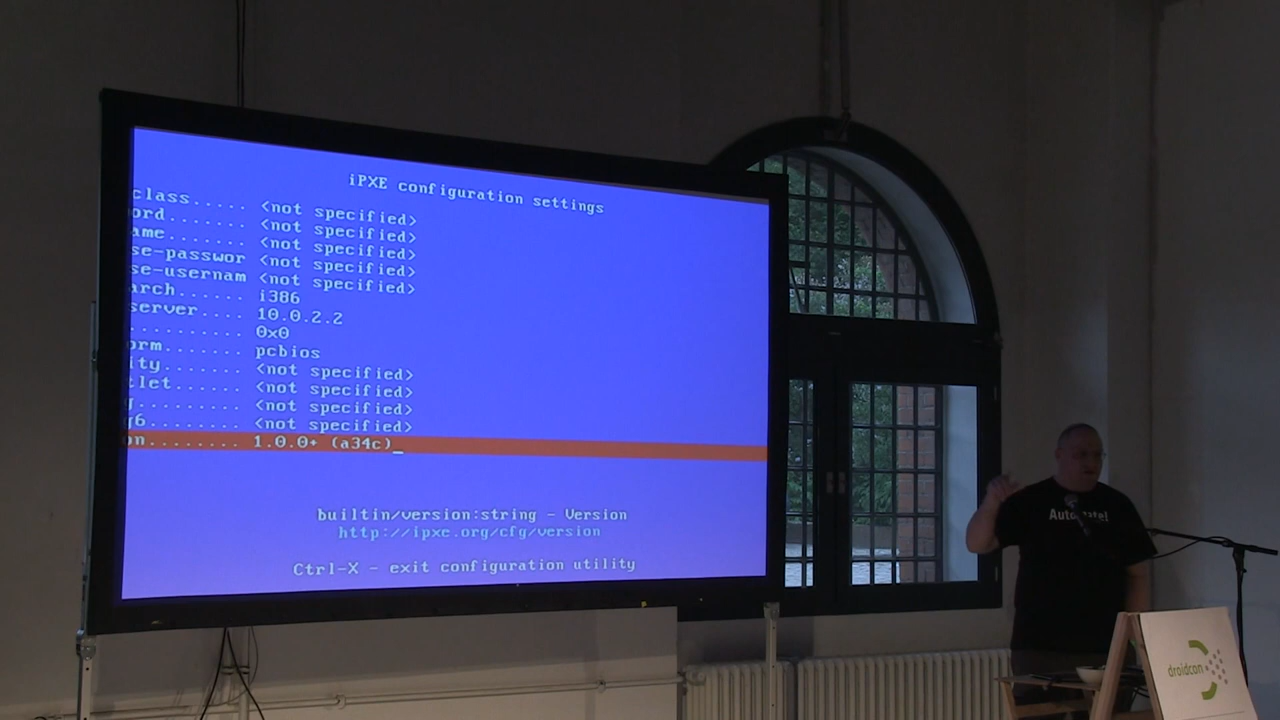 iPXE configuration settings
class..... <not specified>
ord....... <not specified>
ame....... <not specified>
se-passwor <not specified>
se-usernam <not specified>
arch...... i386
server.... 10.0.2.2
.......... 0x0
orm....... pcbios
ity....... <not specified>
tlet...... <not specified>
g......... <not specified>
g6........ <not specified>
on........ 1.0.0+ (a34c)_
builtin/version:string - Version
http://ipxe.org/cfg/version
Ctrl-X - exit configuration utility
droidcon